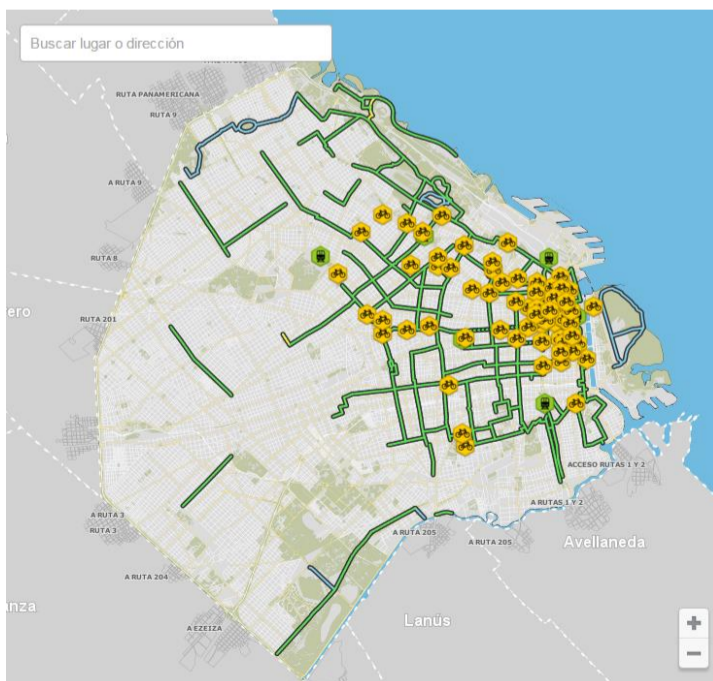 Buscar lugar o dirección
RUTA PANAMERICANA
RUTA 9
A RUTA 9
RUTA 8
ero
RUTA 201
ACCESO RUTAS 1 Y 2
A RUTAS 1 Y 2
A RUTA 3
RUTA 3
A RUTA 205
A RUTA 205
Avellaneda
A RUTA 204
anza
Lanús
A EZEIZA
+
−